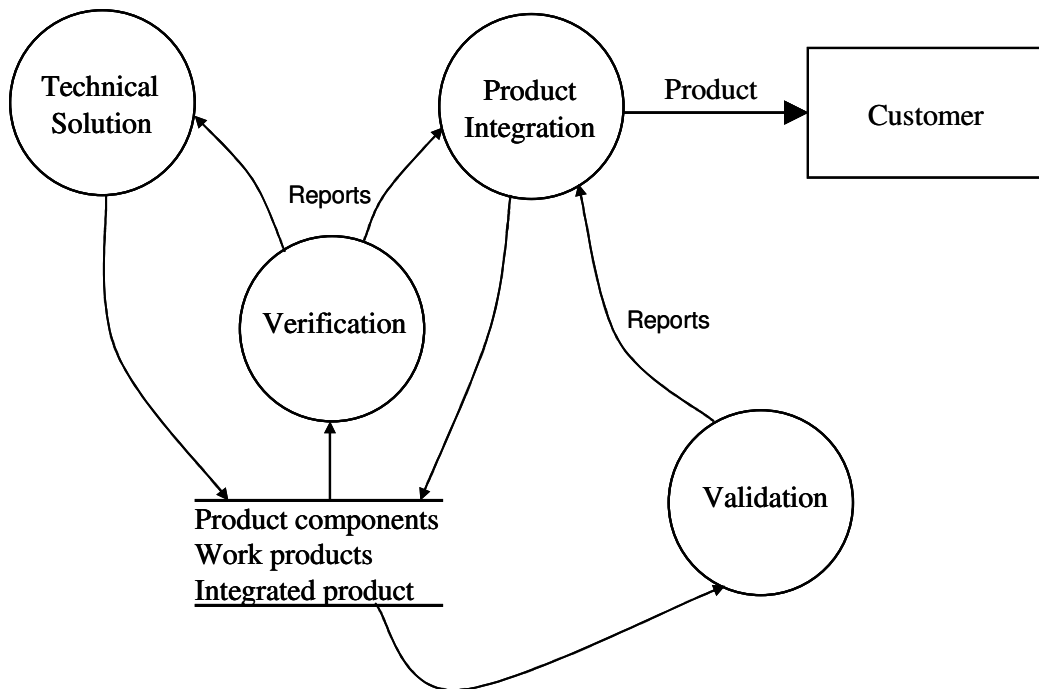 Technical
Solution
Product
Integration
Product
Customer
Reports
Verification
Reports
Validation
Product components
Work products
Integrated product